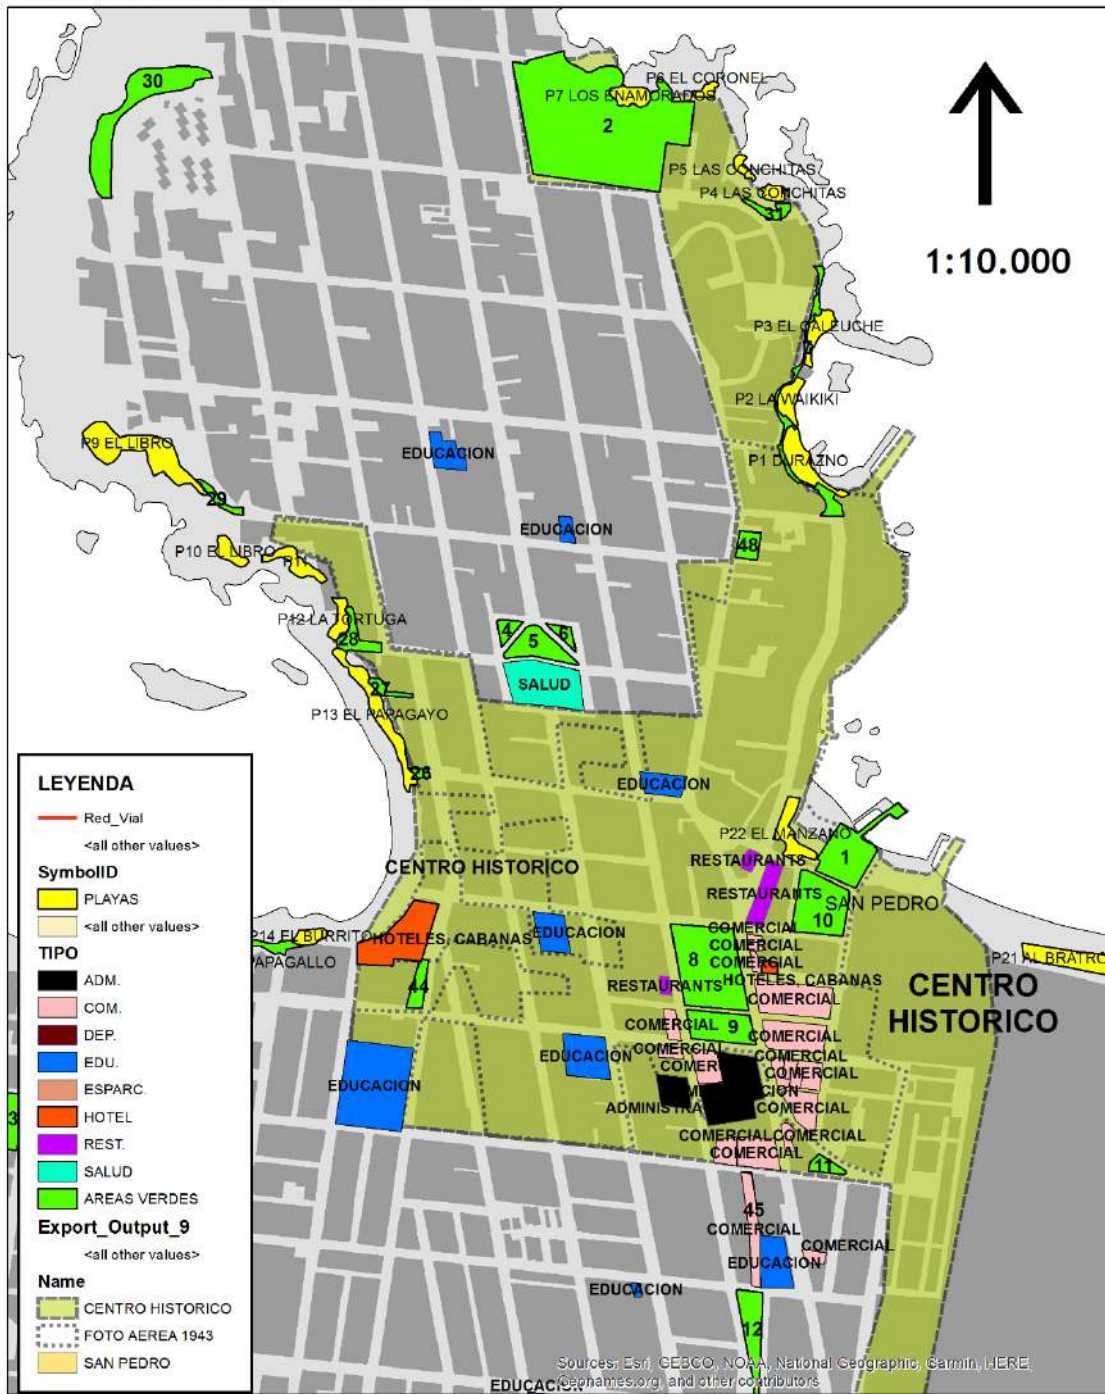 30
P6 EL CORONEL
P7 LOS ENAMORADOS
2
P5 LAS CONCHITAS
P4 LAS CONCHITAS
31
1:10.000
P3 EL CALEUCHE
P2 LA WAIKIKI
P9 EL LIBRO
EDUCACION
P1 DURAZNO
29
EDUCACION
48
P10 EL LIBRO
P12 LA TORTUGA
28
4
5
6
SALUD
27
P13 EL PAPAGAYO
26
EDUCACION
P22 EL MANZANO
1
RESTAURANTS
CENTRO HISTORICO
RESTAURANTS
SAN PEDRO
10
P14 EL BURRITO
HOTELES, CABANAS
EDUCACION
COMERCIAL
COMERCIAL
COMERCIAL
PAPAGALLO
8
P21 AL BRATRO
HOTELES, CABANAS
44
RESTAURANTS
COMERCIAL
CENTRO
HISTORICO
COMERCIAL
9
COMERCIAL
EDUCACION
COMERCIAL
COMERCIAL
COMER
COMERCIAL
EDUCACION
CION
ADMINISTRA
COMERCIAL
COMERCIAL
COMERCIAL
COMERCIAL
11
3
45
COMERCIAL
COMERCIAL
EDUCACION
EDUCACION
12
EDUCACION
LEYENDA
Red_Vial
<all other values>
SymbolID
PLAYAS
<all other values>
TIPO
ADM.
COM.
DEP.
EDU.
ESPARC.
HOTEL
REST.
SALUD
AREAS VERDES
Export_Output_9
<all other values>
Name
CENTRO HISTORICO
FOTO AEREA 1943
SAN PEDRO
Sources: Esri, GEBCO, NOAA, National Geographic, Garmin, HERE,
Geonames.org, and other contributors